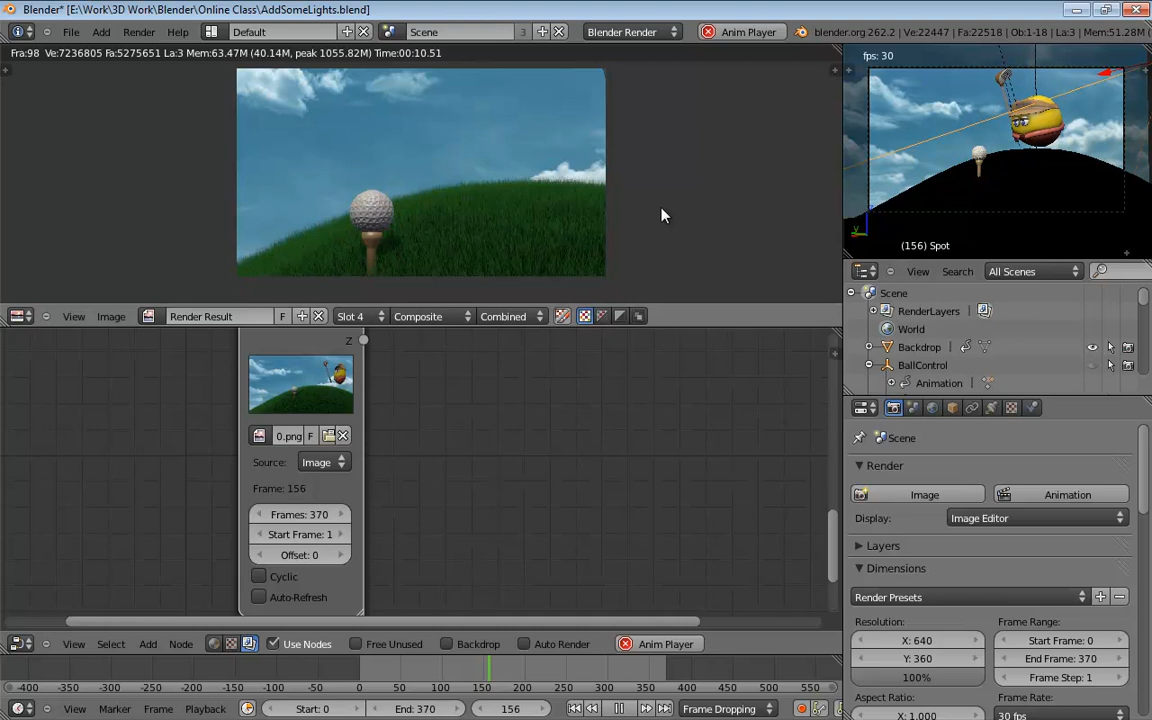 Blender* [E:\Work\3D Work\Blender\Online Class\AddSomeLights.blend]
File Add Render Help Default Scene 3 Blender Render Anim Player blender.org 262.2 | Ve:22447 | Fa:22518 | Ob:1-18 | La:3 | Mem:51.28M
Fra:98 Ve:7236805 Fa:5275651 La:3 Mem:63.47M (40.14M, peak 1055.82M) Time:00:10.51
fps: 30
(156) Spot
View Search All Scenes
Scene
RenderLayers
World
Backdrop
BallControl
Animation
View Image Render Result F Slot 4 Composite Combined
Z
0.png F
Source: Image
Frame: 156
Frames: 370
Start Frame: 1
Offset: 0
Cyclic
Auto-Refresh
Scene
Render
Image Animation
Display: Image Editor
Layers
Dimensions
Render Presets
Resolution: Frame Range:
X: 640 Start Frame: 0
Y: 360 End Frame: 370
100% Frame Step: 1
Aspect Ratio: Frame Rate:
X: 1.000 30 fps
View Select Add Node Use Nodes Free Unused Backdrop Auto Render Anim Player
-400 -350 -300 -250 -200 -150 -100 -50 0 50 100 150 200 250 300 350 400 450 500 550
View Marker Frame Playback Start: 0 End: 370 156 Frame Dropping